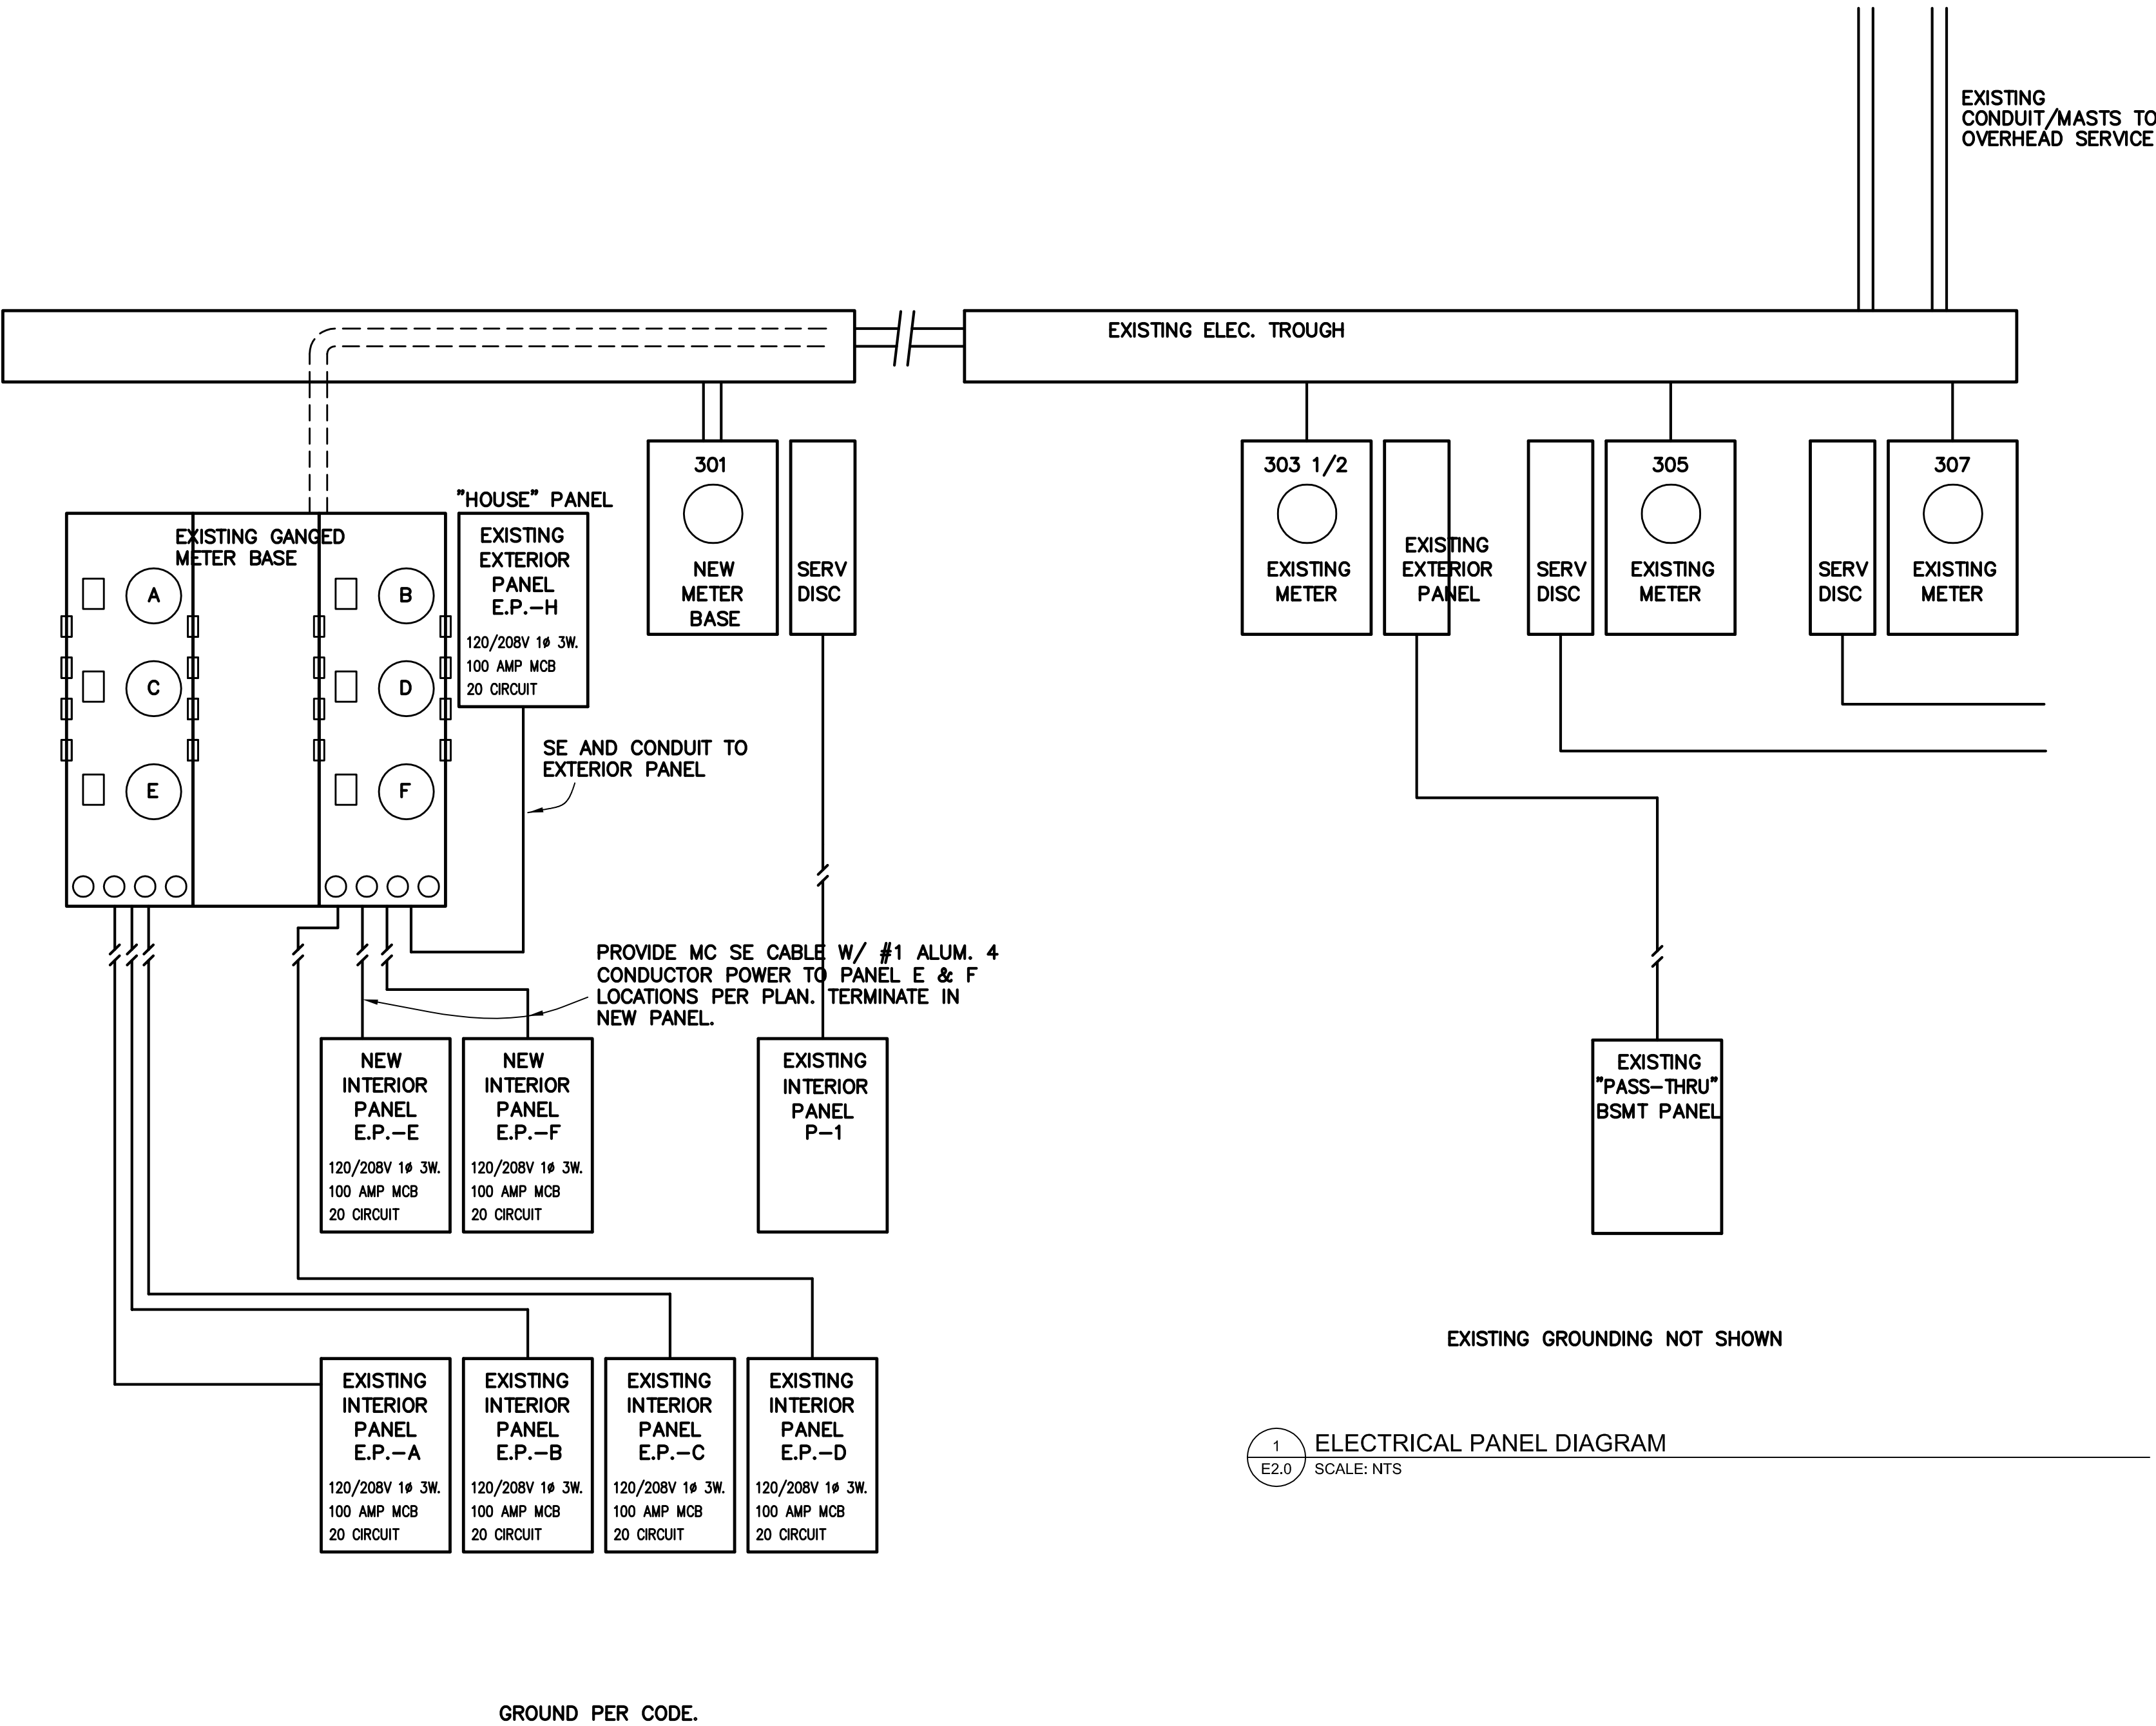 EXISTING
CONDUIT/MASTS TO
OVERHEAD SERVICE
EXISTING ELEC. TROUGH
"HOUSE" PANEL
EXISTING GANGED
METER BASE
A
B
C
D
E
F
EXISTING
EXTERIOR
PANEL
E.P.-H
120/208V 1ø 3W.
100 AMP MCB
20 CIRCUIT
301
NEW
METER
BASE
SERV
DISC
303 1/2
EXISTING
METER
EXISTING
EXTERIOR
PANEL
SERV
DISC
305
EXISTING
METER
SERV
DISC
307
EXISTING
METER
SE AND CONDUIT TO
EXTERIOR PANEL
PROVIDE MC SE CABLE W/ #1 ALUM. 4
CONDUCTOR POWER TO PANEL E & F
LOCATIONS PER PLAN. TERMINATE IN
NEW PANEL.
NEW
INTERIOR
PANEL
E.P.-E
120/208V 1ø 3W.
100 AMP MCB
20 CIRCUIT
NEW
INTERIOR
PANEL
E.P.-F
120/208V 1ø 3W.
100 AMP MCB
20 CIRCUIT
EXISTING
INTERIOR
PANEL
P-1
EXISTING
"PASS-THRU"
BSMT PANEL
EXISTING
INTERIOR
PANEL
E.P.-A
120/208V 1ø 3W.
100 AMP MCB
20 CIRCUIT
EXISTING
INTERIOR
PANEL
E.P.-B
120/208V 1ø 3W.
100 AMP MCB
20 CIRCUIT
EXISTING
INTERIOR
PANEL
E.P.-C
120/208V 1ø 3W.
100 AMP MCB
20 CIRCUIT
EXISTING
INTERIOR
PANEL
E.P.-D
120/208V 1ø 3W.
100 AMP MCB
20 CIRCUIT
EXISTING GROUNDING NOT SHOWN
1
E2.0
ELECTRICAL PANEL DIAGRAM
SCALE: NTS
GROUND PER CODE.